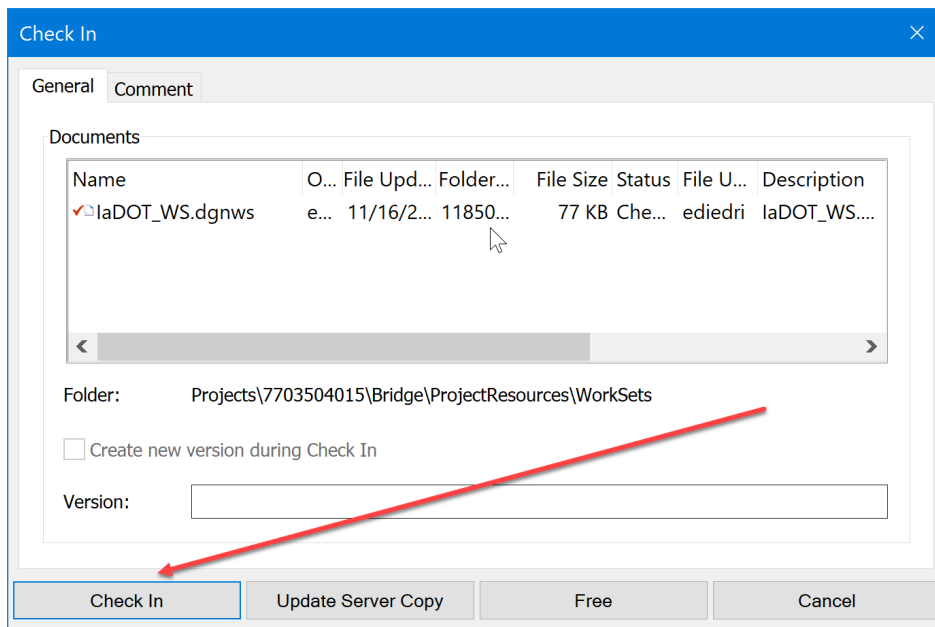 Check In
General Comment
Documents
Name O... File Upd... Folder... File Size Status File U... Description
IaDOT_WS.dgnws e... 11/16/2... 11850... 77 KB Che... ediedri IaDOT_WS....
Folder: Projects\7703504015\Bridge\ProjectResources\WorkSets
Create new version during Check In
Version:
Check In Update Server Copy Free Cancel